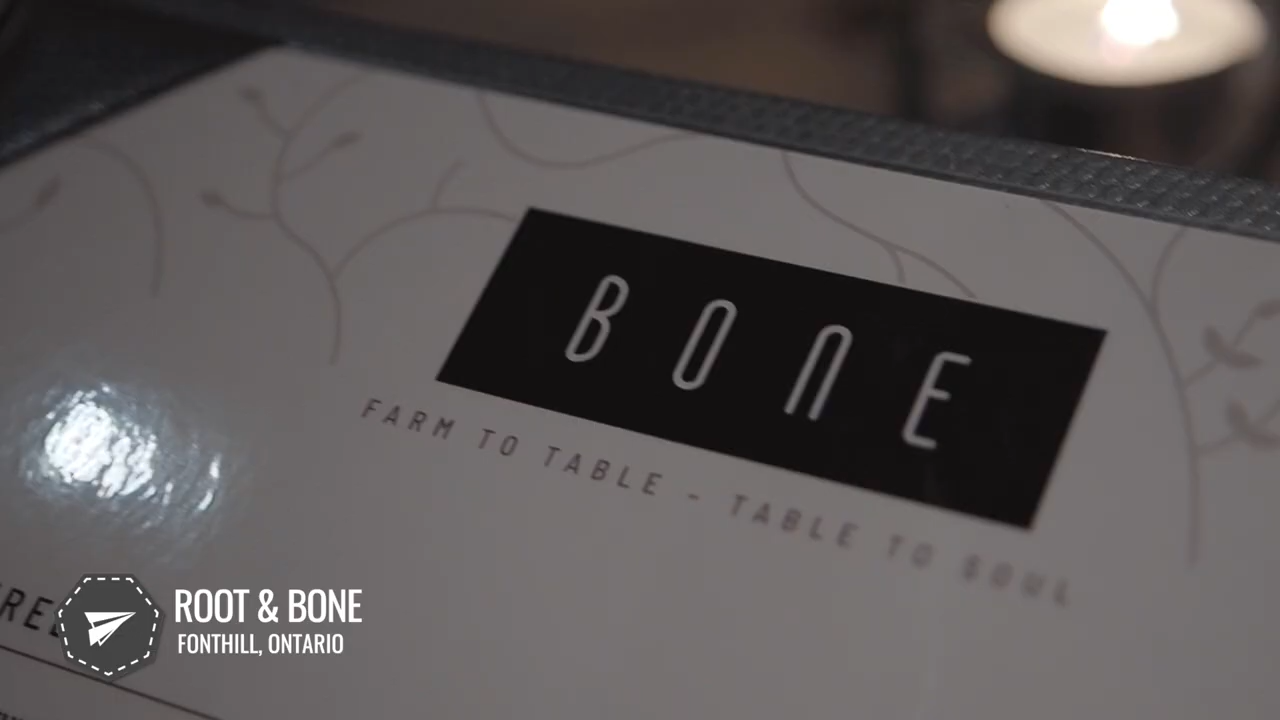 BONE
FARM TO TABLE - TABLE TO SOUL
ROOT & BONE
FONTHILL, ONTARIO